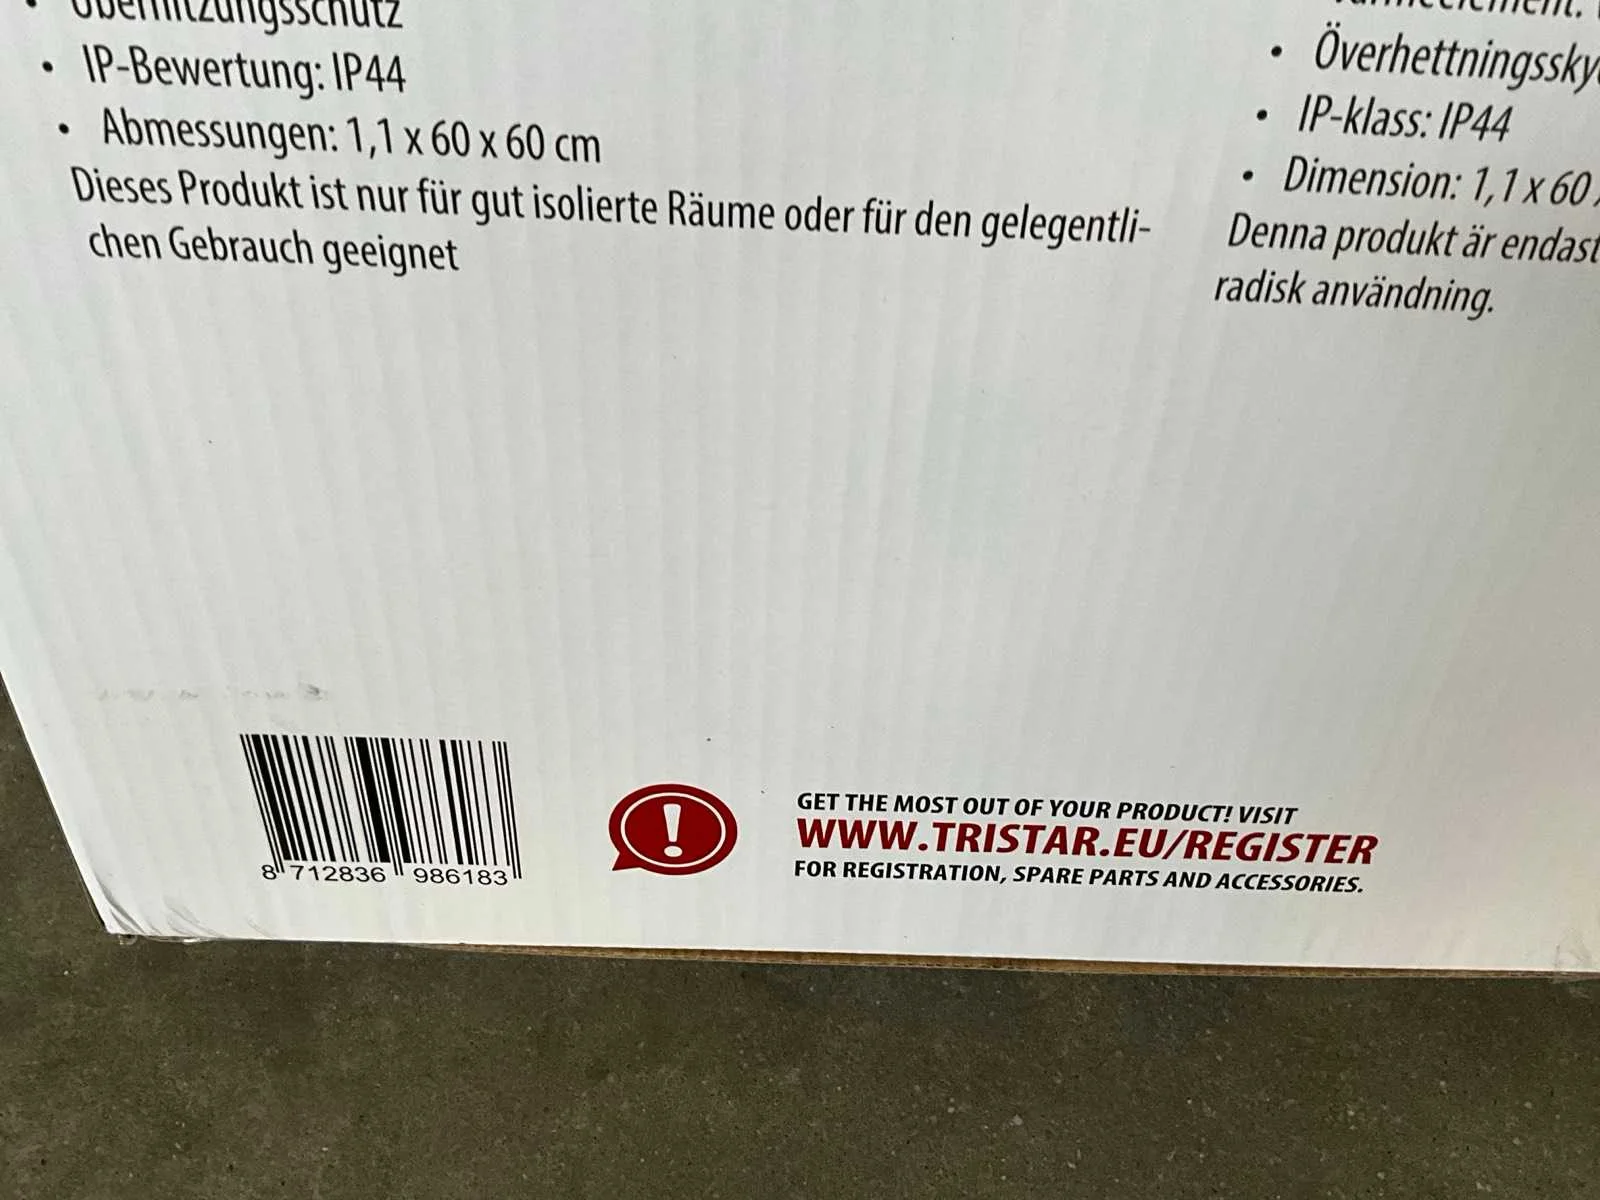 Überhitzungsschutz
• IP-Bewertung: IP44
• Abmessungen: 1,1 x 60 x 60 cm
Dieses Produkt ist nur für gut isolierte Räume oder für den gelegentli-
chen Gebrauch geeignet
• IP-klass: IP44
• Dimension: 1,1 x 60
Denna produkt är endast
radisk användning.
8 712836 986183
GET THE MOST OUT OF YOUR PRODUCT! VISIT
WWW.TRISTAR.EU/REGISTER
FOR REGISTRATION, SPARE PARTS AND ACCESSORIES.